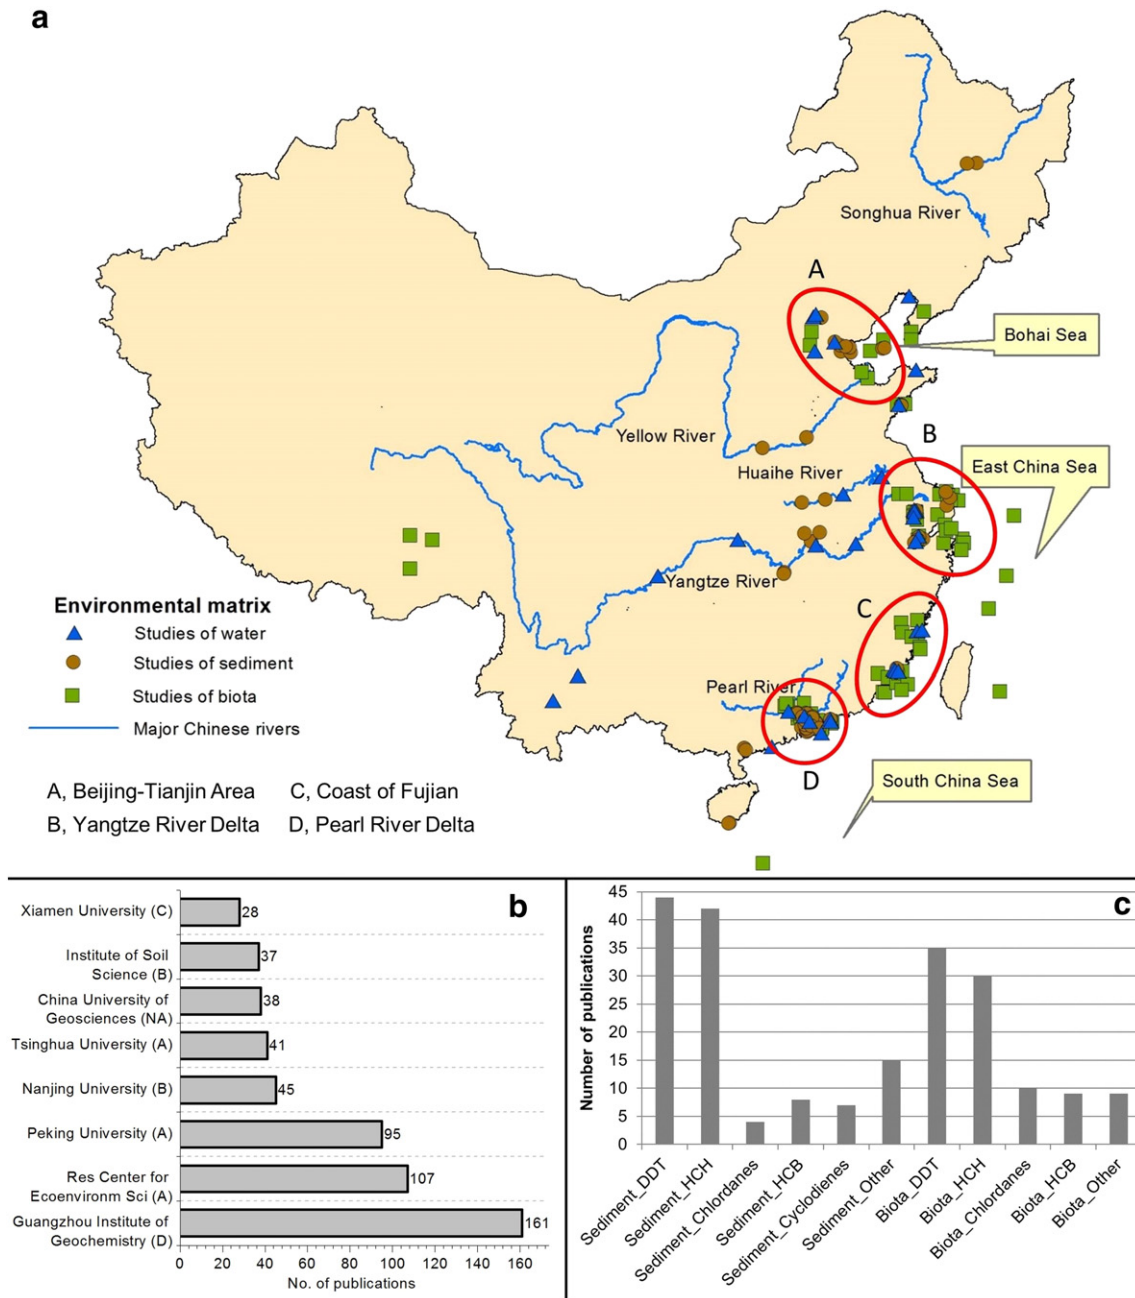 a
Songhua River
A
Bohai Sea
Yellow River
B
Huaihe River
East China Sea
Yangtze River
Environmental matrix
Studies of water
C
Studies of sediment
Pearl River
Studies of biota
Major Chinese rivers
South China Sea
A, Beijing-Tianjin Area
C, Coast of Fujian
D
B, Yangtze River Delta
D, Pearl River Delta
b
Xiamen University (C)
28
Institute of Soil
Science (B)
37
China University of
Geosciences (NA)
38
Tsinghua University (A)
41
Nanjing University (B)
45
Peking University (A)
95
Res Center for
Ecoenvironm Sci (A)
107
Guangzhou Institute of
Geochemistry (D)
161
0 20 40 60 80 100 120 140 160
No. of publications
c
Number of publications
45
40
35
30
25
20
15
10
5
0
Sediment_DDT
Sediment_HCH
Sediment_Chlordanes
Sediment_HCB
Sediment_Cyclodienes
Sediment_Other
Biota_DDT
Biota_HCH
Biota_Chlordanes
Biota_HCB
Biota_Other